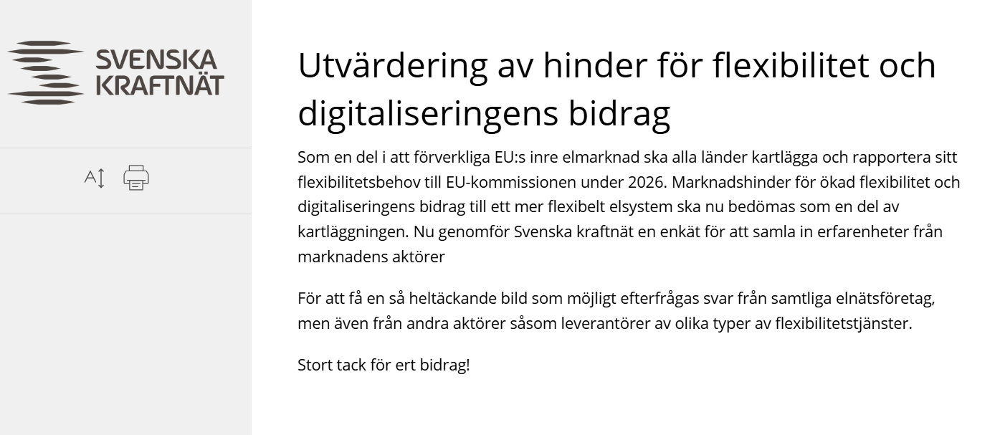 SVENSKA
KRAFTNÄT
A
Utvärdering av hinder för flexibilitet och
digitaliseringens bidrag
Som en del i att förverkliga EU:s inre elmarknad ska alla länder kartlägga och rapportera sitt
flexibilitetsbehov till EU-kommissionen under 2026. Marknadshinder för ökad flexibilitet och
digitaliseringens bidrag till ett mer flexibelt elsystem ska nu bedömas som en del av
kartläggningen. Nu genomför Svenska kraftnät en enkät för att samla in erfarenheter från
marknadens aktörer
För att få en så heltäckande bild som möjligt efterfrågas svar från samtliga elnätsföretag,
men även från andra aktörer såsom leverantörer av olika typer av flexibilitetstjänster.
Stort tack för ert bidrag!